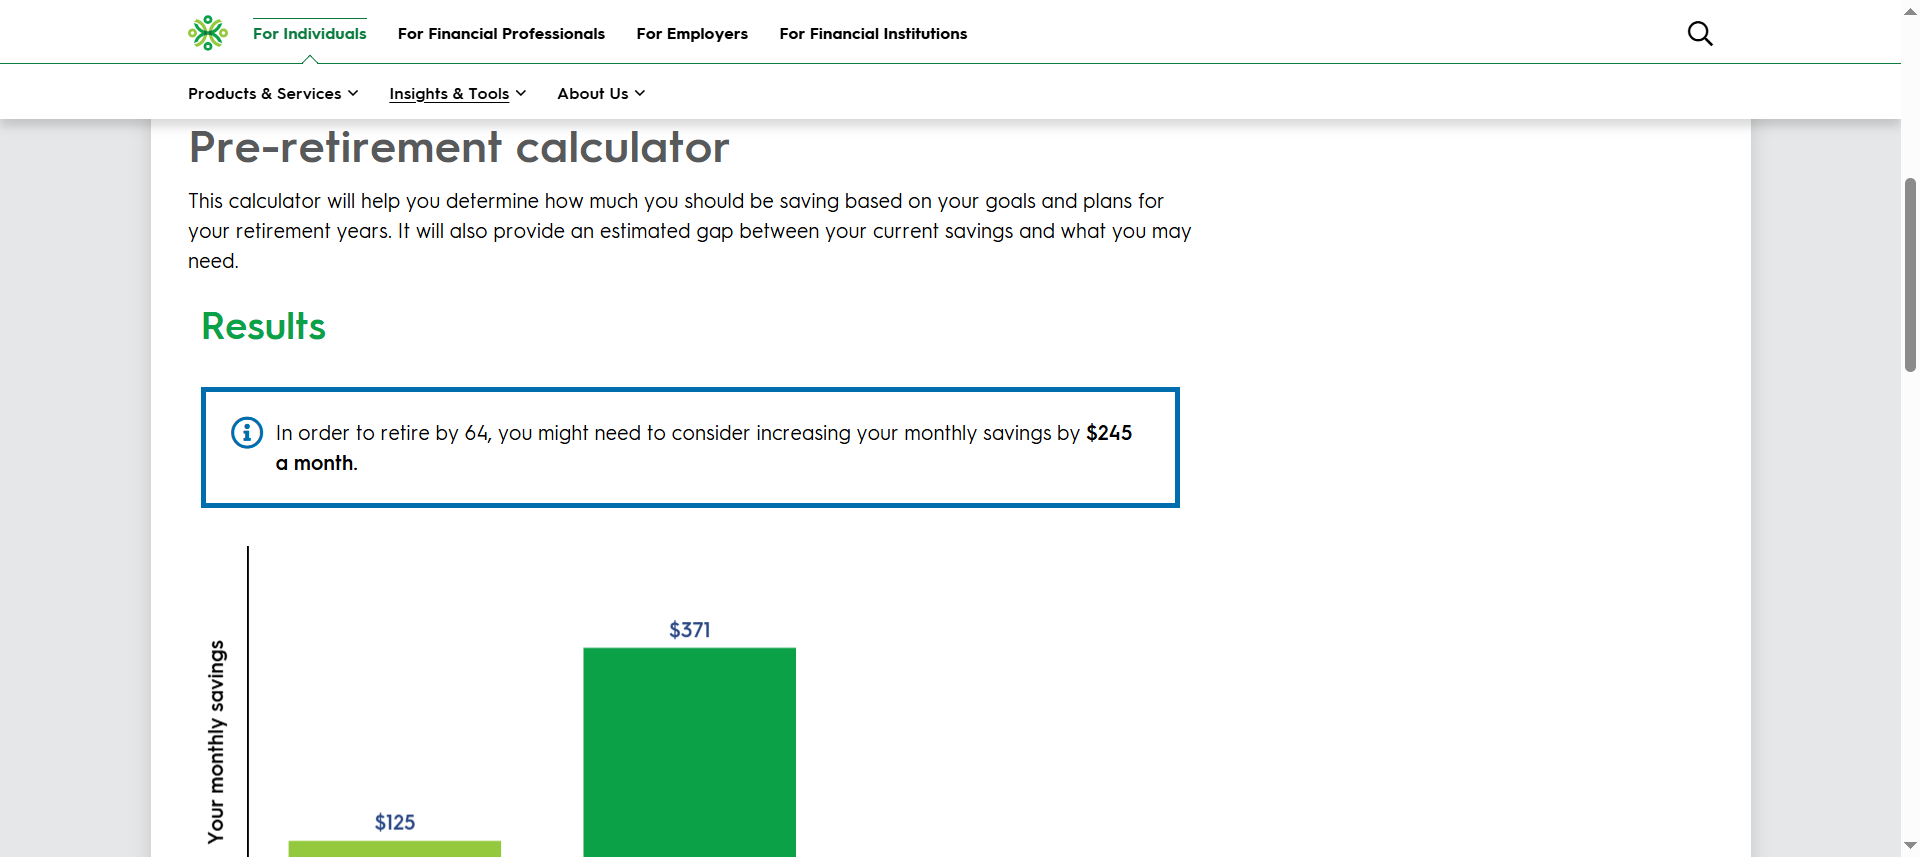 For Individuals
For Financial Professionals
For Employers
For Financial Institutions
Products & Services
Insights & Tools
About Us
Pre-retirement calculator
This calculator will help you determine how much you should be saving based on your goals and plans for
your retirement years. It will also provide an estimated gap between your current savings and what you may
need.
Results
In order to retire by 64, you might need to consider increasing your monthly savings by $245
a month.
Your monthly savings
$371
$125